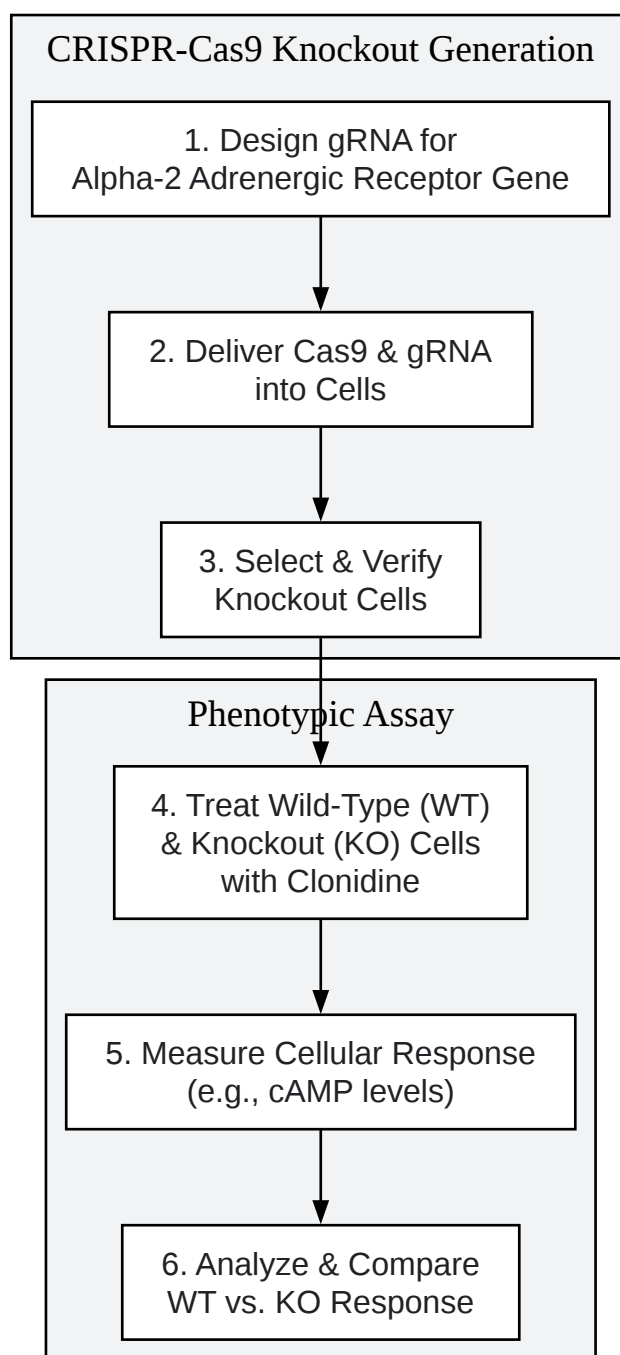 CRISPR-Cas9 Knockout Generation
1. Design gRNA for
Alpha-2 Adrenergic Receptor Gene
2. Deliver Cas9 & gRNA
into Cells
3. Select & Verify
Knockout Cells
Phenotypic Assay
4. Treat Wild-Type (WT)
& Knockout (KO) Cells
with Clonidine
5. Measure Cellular Response
(e.g., cAMP levels)
6. Analyze & Compare
WT vs. KO Response